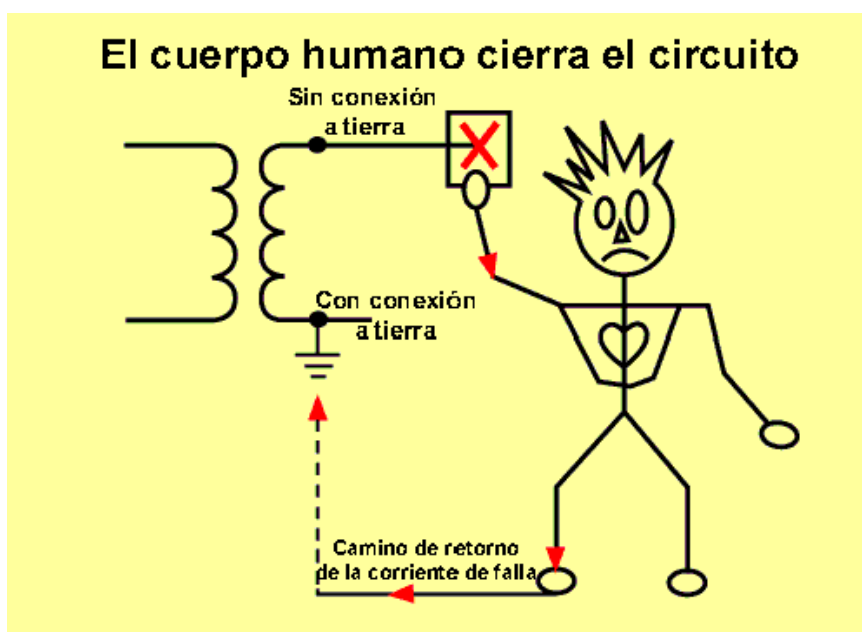 El cuerpo humano cierra el circuito
Sin conexión
a tierra
Con conexión
a tierra
Camino de retorno
de la corriente de falla